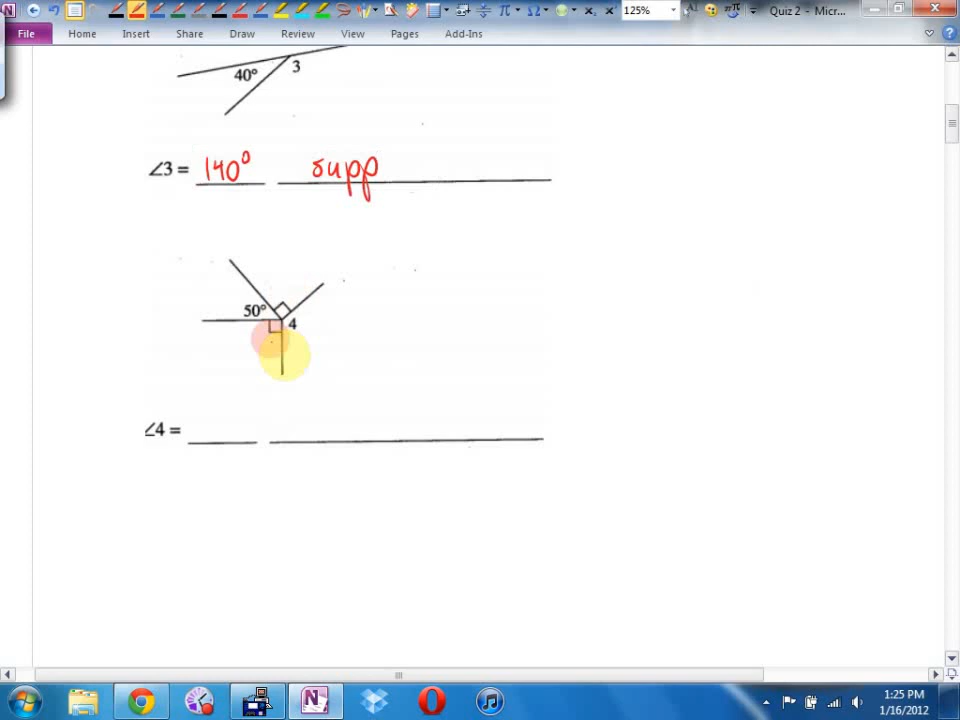 125% Quiz 2 - Micr...
File Home Insert Share Draw Review View Pages Add-Ins
40° 3
∠3 = 140° supp
50° 4
∠4 =
1:25 PM
1/16/2012